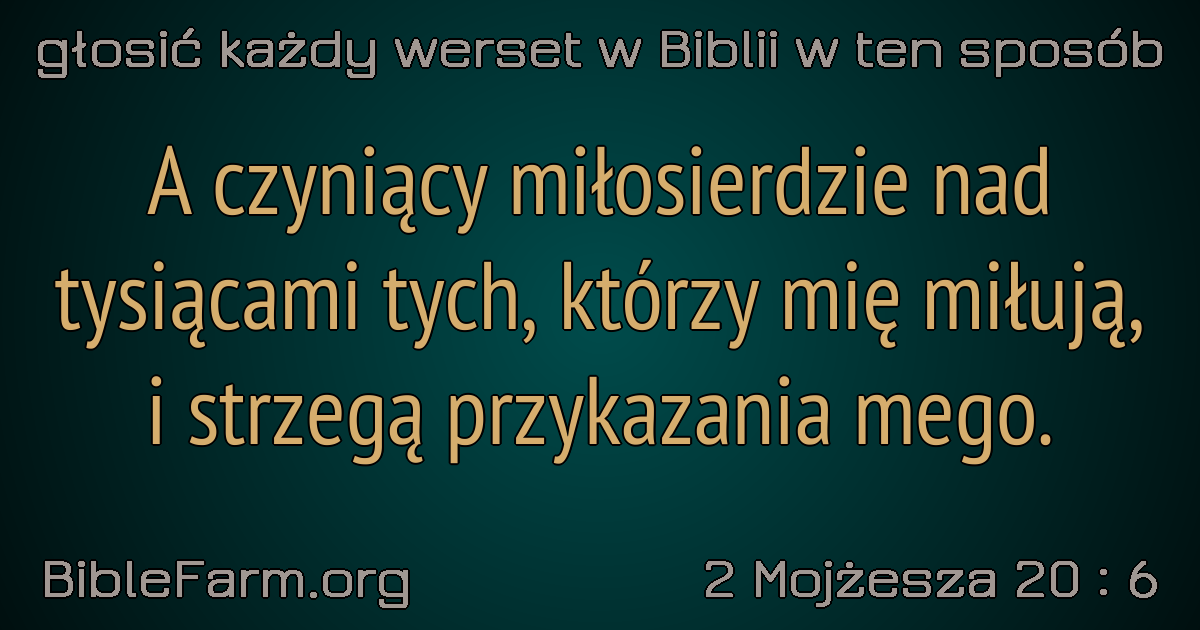 głosić każdy werset w Biblii w ten sposób
A czyniący miłosierdzie nad
tysiącami tych, którzy mię miłują,
i strzegą przykazania mego.
BibleFarm.org
2 Mojżesza 20 : 6